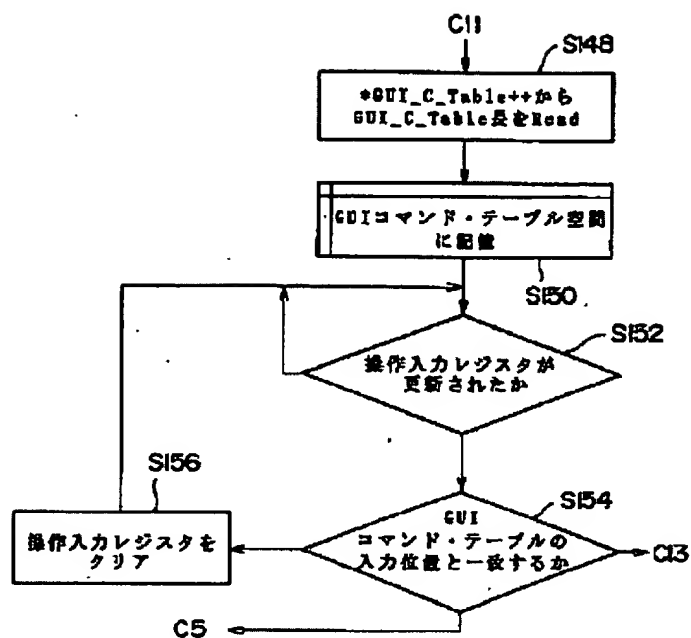 C11
S148
*GUI_C_Table++から
GUI_C_Table長をRead
GUIコマンド・テーブル空間
に記憶
S150
S152
操作入力レジスタが
更新されたか
S156
操作入力レジスタを
クリア
S154
GUI
コマンド・テーブルの
入力位置と一致するか
C13
C5